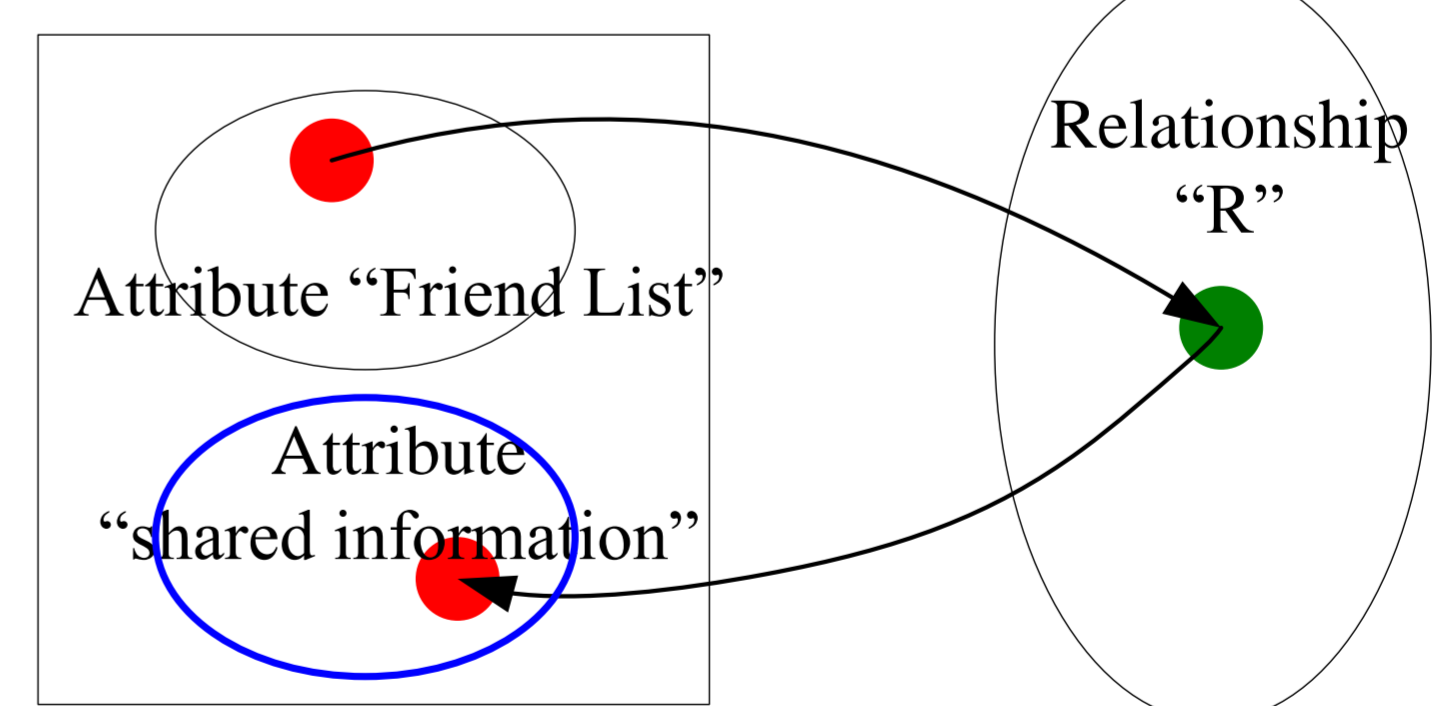 Relationship
“R”
Attribute “Friend List”
Attribute
“shared information”